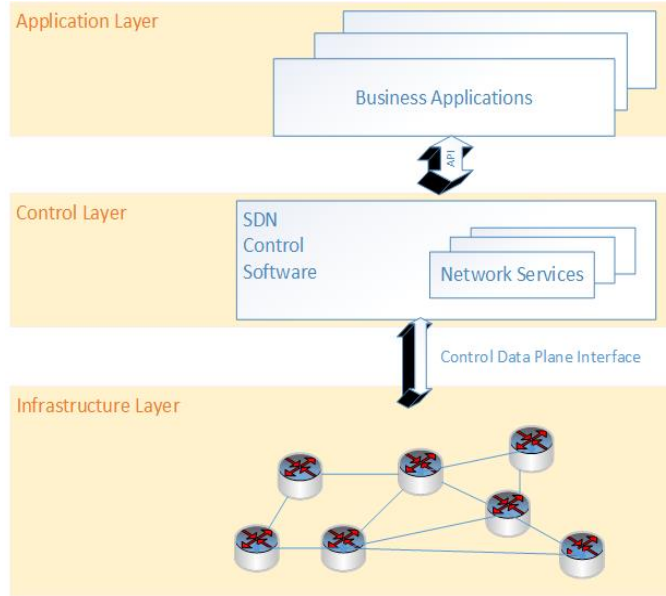 Application Layer
Business Applications
API
Control Layer
SDN
Control
Software
Network Services
Control Data Plane Interface
Infrastructure Layer